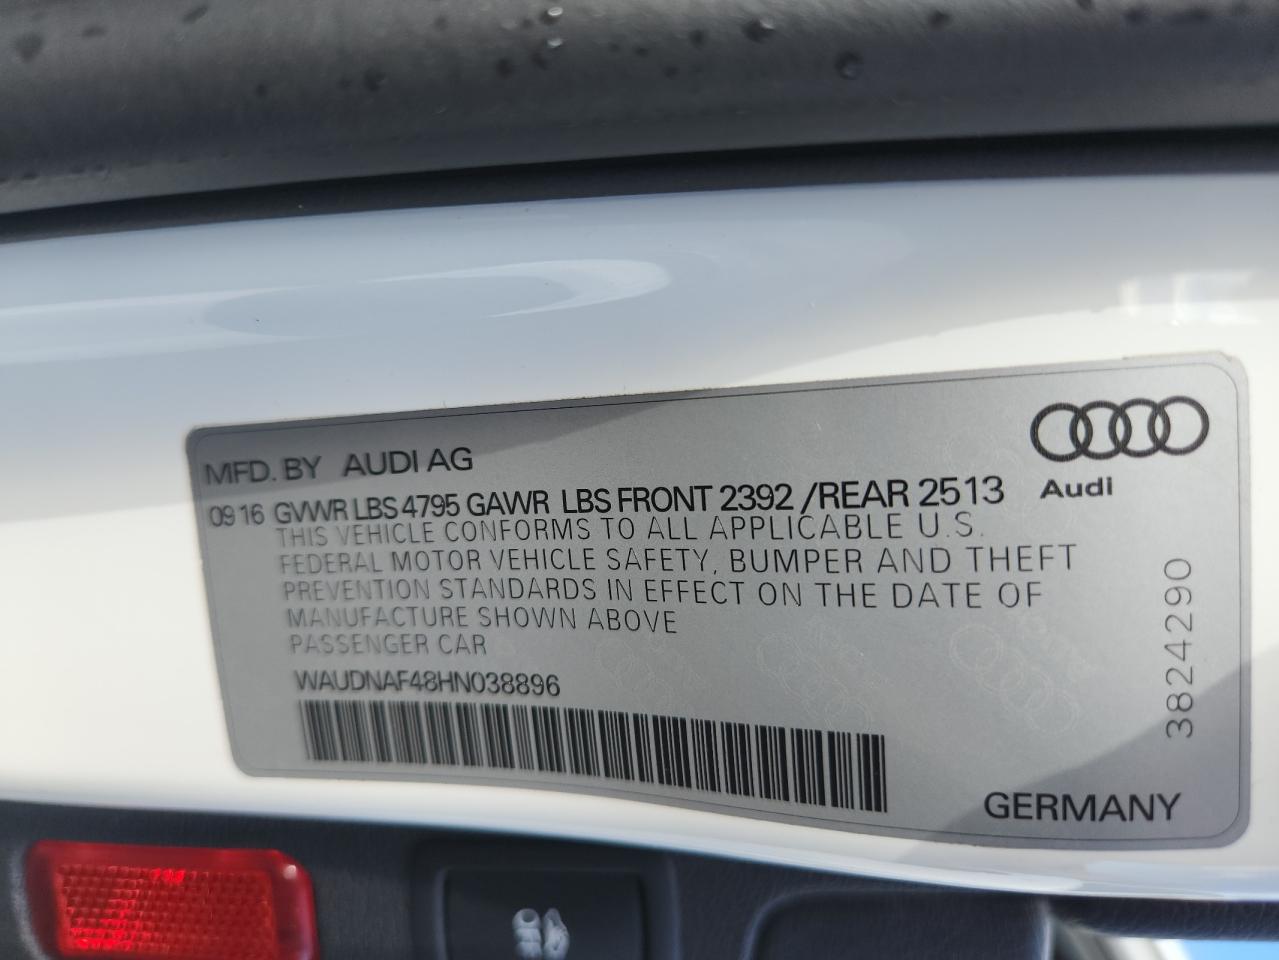 MFD. BY AUDI AG
09 16 GVWR LBS 4795 GAWR LBS FRONT 2392 /REAR 2513
Audi
THIS VEHICLE CONFORMS TO ALL APPLICABLE U.S.
FEDERAL MOTOR VEHICLE SAFETY, BUMPER AND THEFT
PREVENTION STANDARDS IN EFFECT ON THE DATE OF
MANUFACTURE SHOWN ABOVE
PASSENGER CAR
WAUDNAF48HN038896
3824290
GERMANY